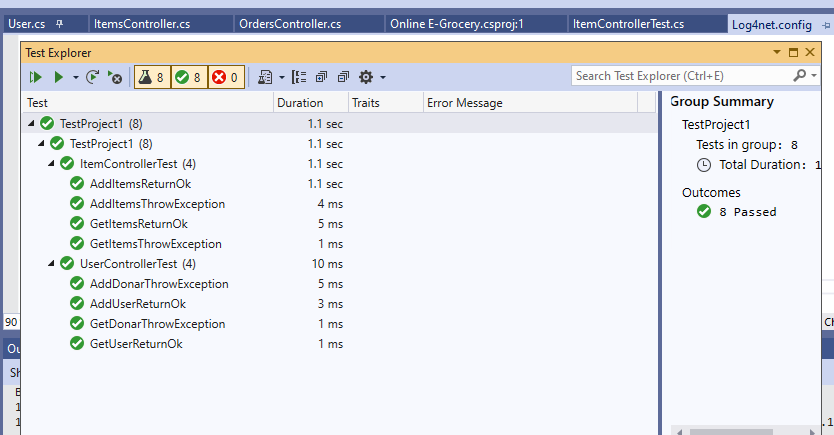 User.cs ItemsController.cs OrdersController.cs Online E-Grocery.csproj:1 ItemControllerTest.cs Log4net.config
Test Explorer
8 8 0 Search Test Explorer (Ctrl+E)
Test Duration Traits Error Message
TestProject1 (8) 1.1 sec
TestProject1 (8) 1.1 sec
ItemControllerTest (4) 1.1 sec
AddItemsReturnOk 1.1 sec
AddItemsThrowException 4 ms
GetItemsReturnOk 5 ms
GetItemsThrowException 1 ms
UserControllerTest (4) 10 ms
AddDonarThrowException 5 ms
AddUserReturnOk 3 ms
GetDonarThrowException 1 ms
GetUserReturnOk 1 ms
Group Summary
TestProject1
Tests in group: 8
Total Duration: 1
Outcomes
8 Passed
90
Ou